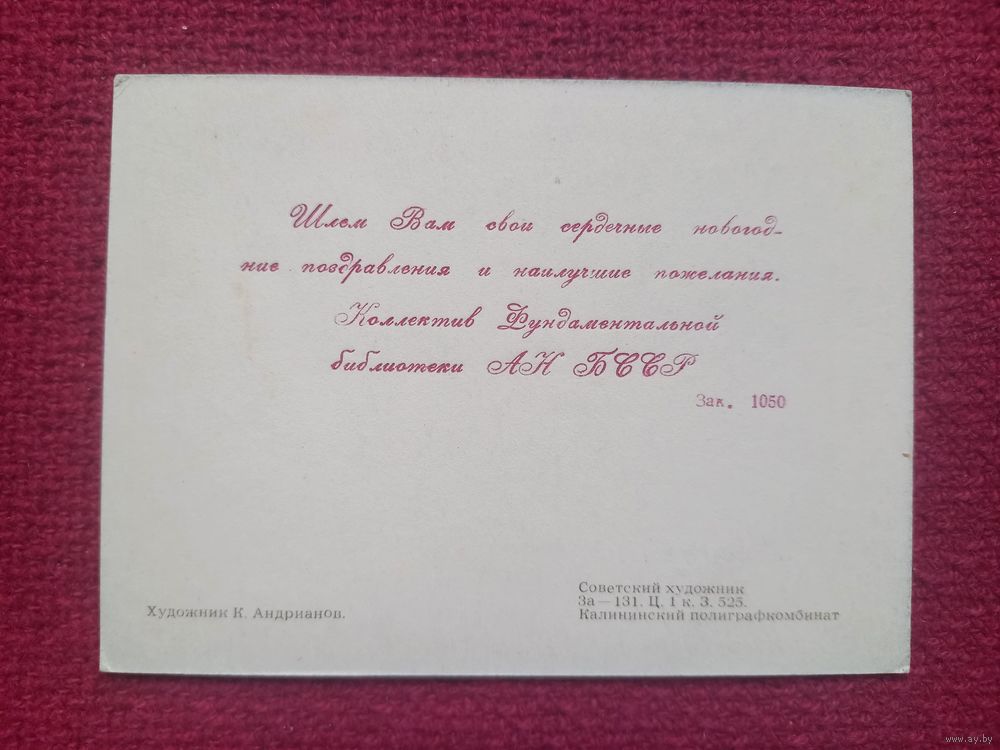 Шлем Вам свои сердечные новогод-
ние поздравления и наилучшие пожелания.
Коллектив Фундаментальной
библиотеки АН БССР
Зак. 1050
Художник К. Андрианов.
Советский художник
За—131. Ц. 1 к. З. 525.
Калининский полиграфкомбинат
www.ay.by